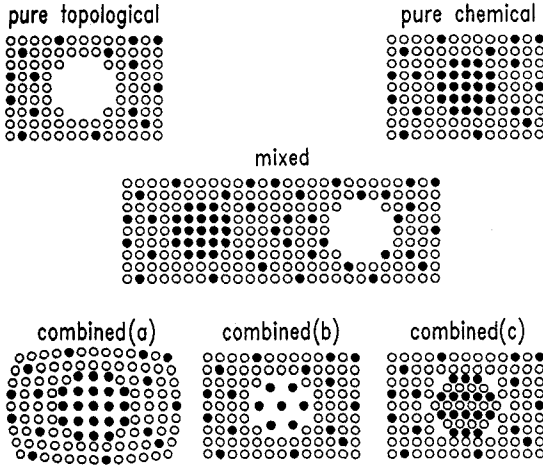 pure topological
pure chemical
mixed
combined(a)
combined(b)
combined(c)